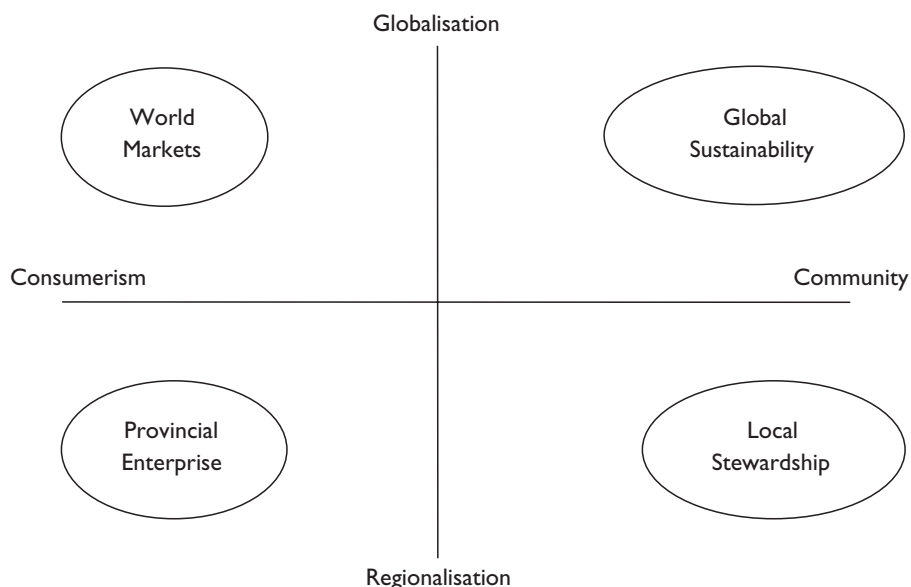 Globalisation
World
Markets
Global
Sustainability
Consumerism
Community
Provincial
Enterprise
Local
Stewardship
Regionalisation